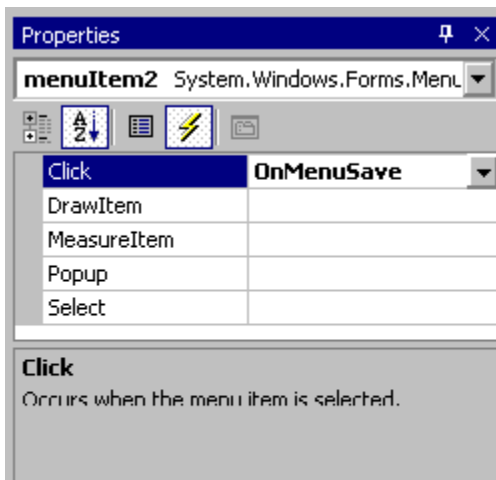 Properties
menuItem2 System.Windows.Forms.Menu
Click OnMenuSave
DrawItem
MeasureItem
Popup
Select
Click
Occurs when the menu item is selected.